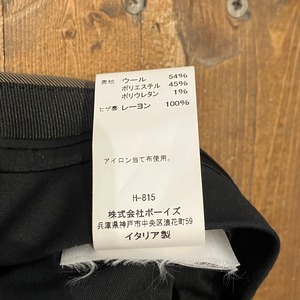 表地 ウール 54%
ポリエステル 45%
ポリウレタン 1%
ヒザ裏 レーヨン 100%
アイロン当て布使用。
H-815
株式会社ボーイズ
兵庫県神戸市中央区浪花町59
イタリア製